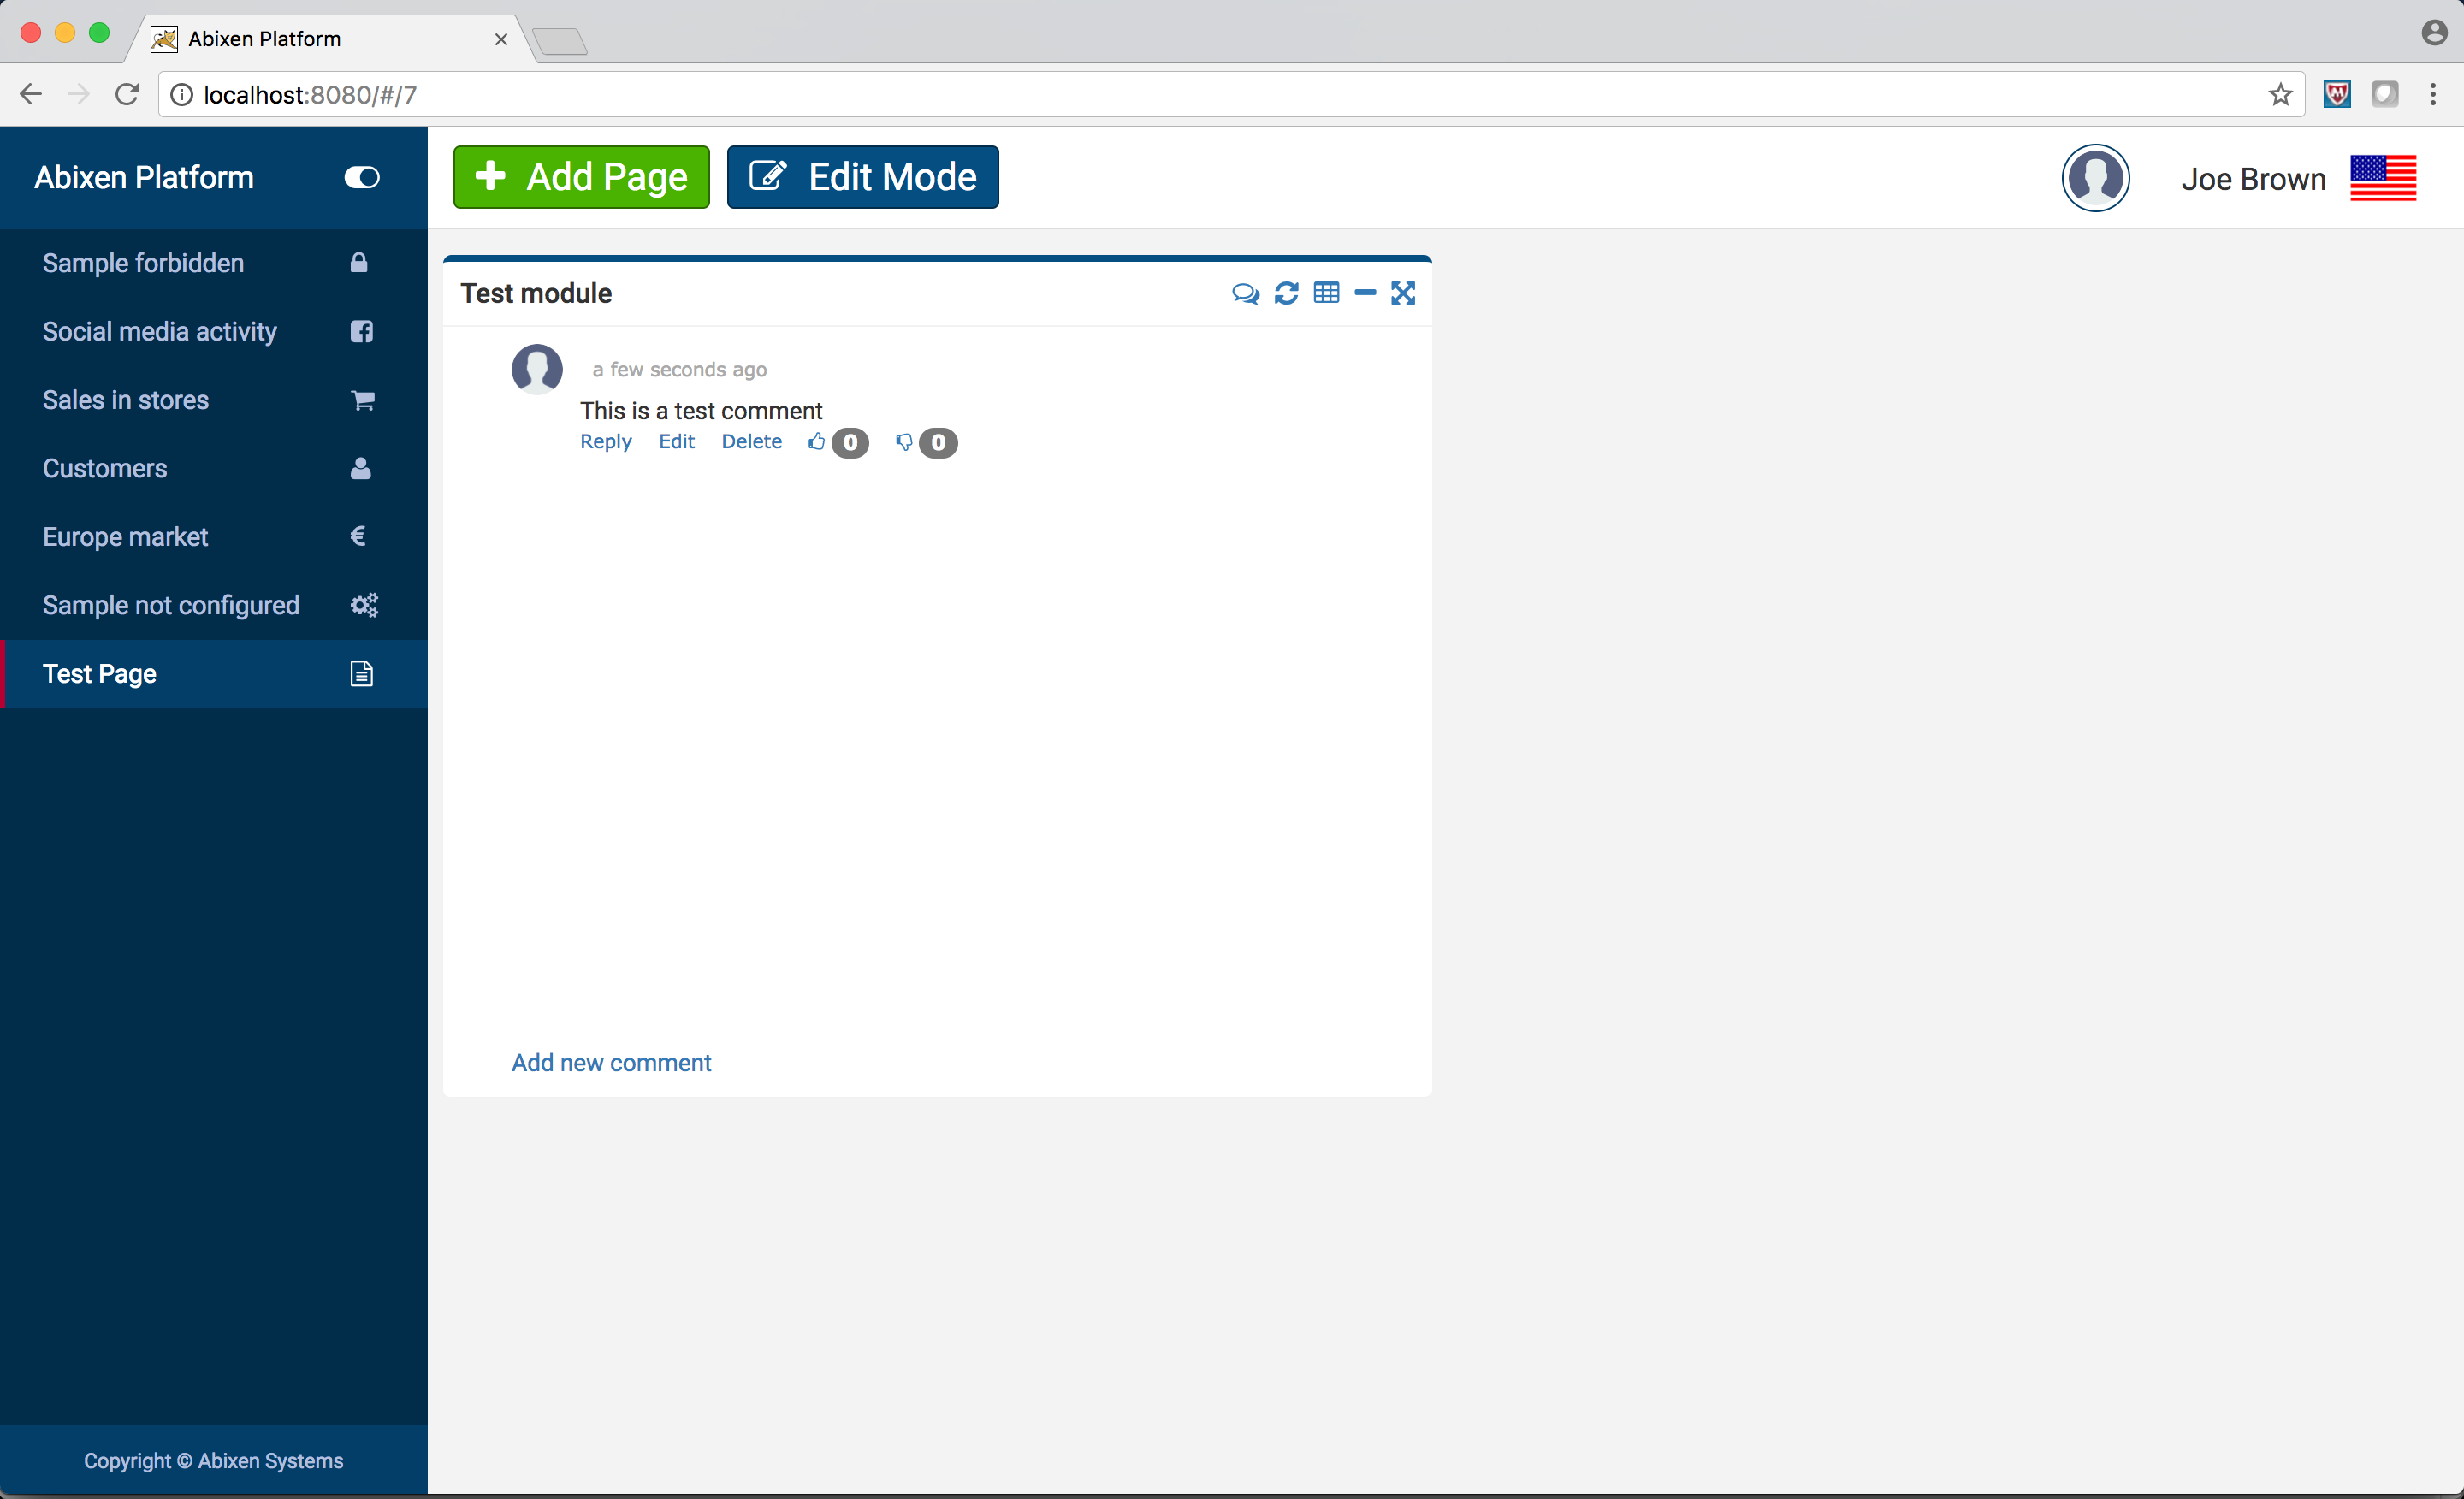 Abixen Platform
localhost:8080/#/7
Abixen Platform
Add Page
Edit Mode
Joe Brown
Sample forbidden
Social media activity
Sales in stores
Customers
Europe market
€
Sample not configured
Test Page
Test module
a few seconds ago
This is a test comment
Reply Edit Delete 0 0
Add new comment
Copyright © Abixen Systems